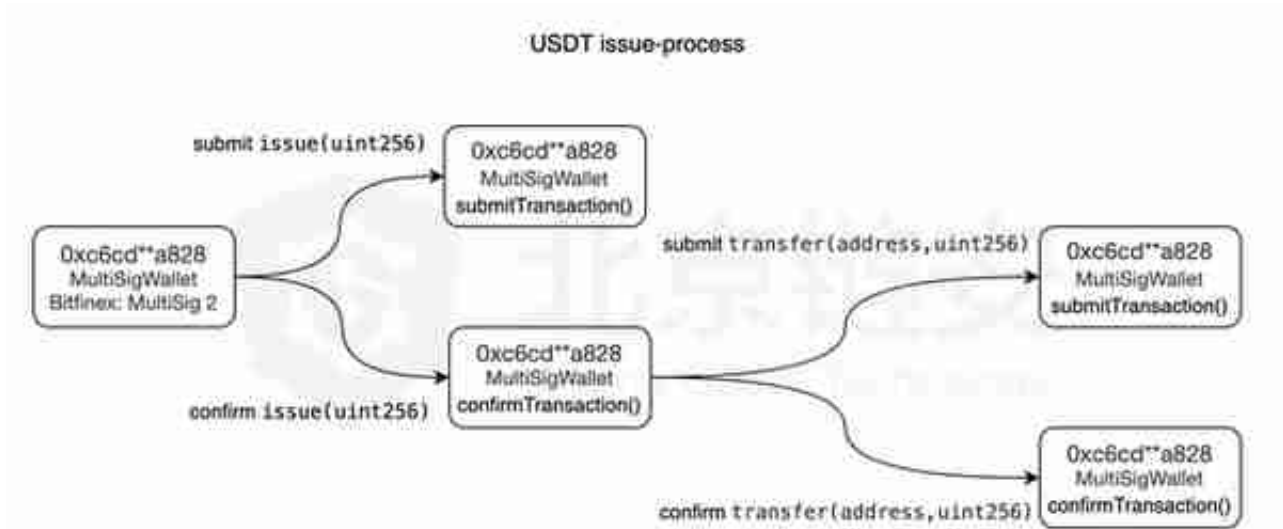 USDT issue-process
submit issue(uint256)
0xc6cd**a828
MultiSigWallet
submitTransaction()
0xc6cd**a828
MultiSigWallet
Bitfinex: MultiSig 2
submit transfer(address,uint256)
0xc6cd**a828
MultiSigWallet
submitTransaction()
0xc6cd**a828
MultiSigWallet
confirmTransaction()
confirm issue(uint256)
0xc6cd**a828
MultiSigWallet
confirmTransaction()
confirm transfer(address,uint256)